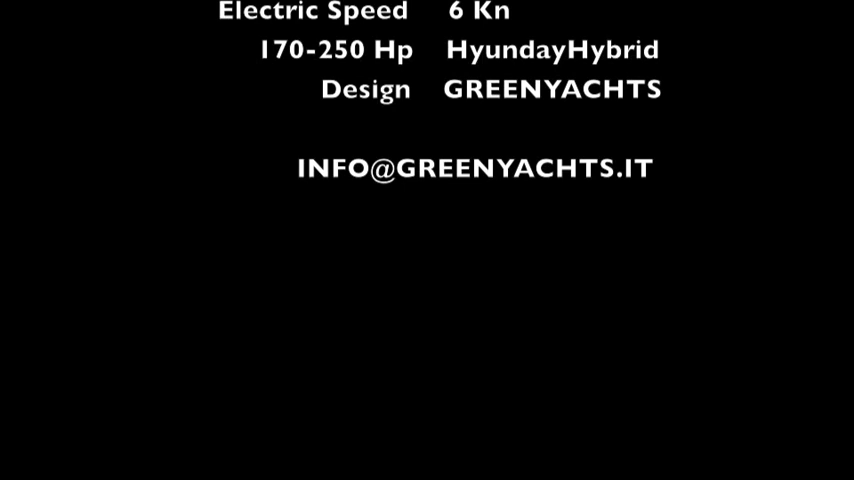 Electric Speed 6 Kn
170-250 Hp HyundayHybrid
Design GREENYACHTS
INFO@GREENYACHTS.IT